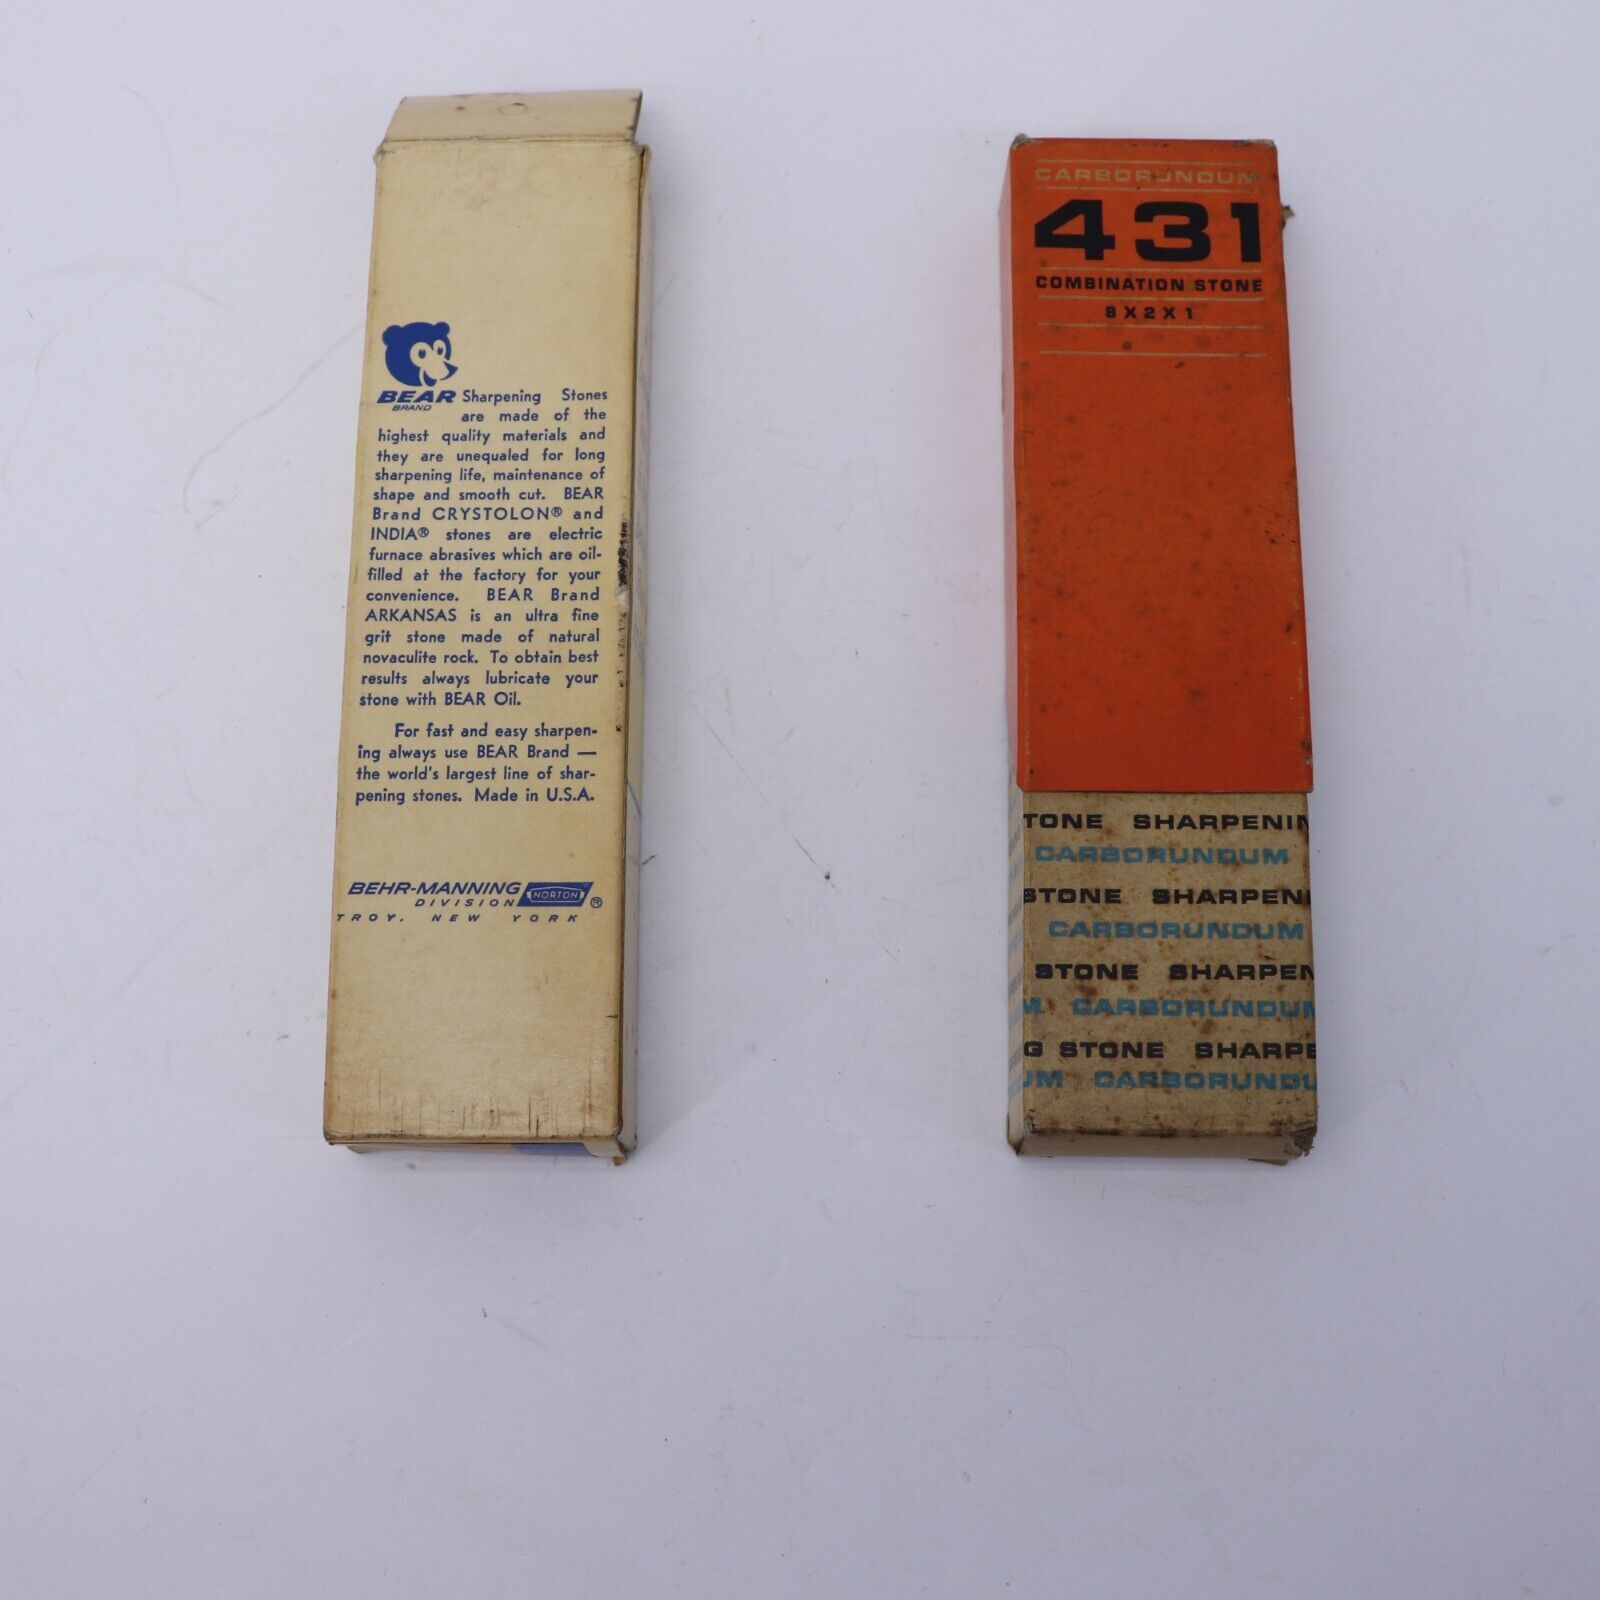 BEAR Sharpening Stones
BRAND
are made of the
highest quality materials and
they are unequaled for long
sharpening life, maintenance of
shape and smooth cut. BEAR
Brand CRYSTOLON® and
INDIA® stones are electric
furnace abrasives which are oil-
filled at the factory for your
convenience. BEAR Brand
ARKANSAS is an ultra fine
grit stone made of natural
novaculite rock. To obtain best
results always lubricate your
stone with BEAR Oil.
For fast and easy sharpen-
ing always use BEAR Brand —
the world's largest line of shar-
pening stones. Made in U.S.A.
BEHR-MANNING
DIVISION NORTON ®
TROY, NEW YORK
CARBORUNDUM
431
COMBINATION STONE
8 X 2 X 1
TONE SHARPENIN
CARBORUNDUM
STONE SHARPENI
CARBORUNDUM
STONE SHARPEN
M CARBORUNDUM
G STONE SHARPE
UM CARBORUNDU